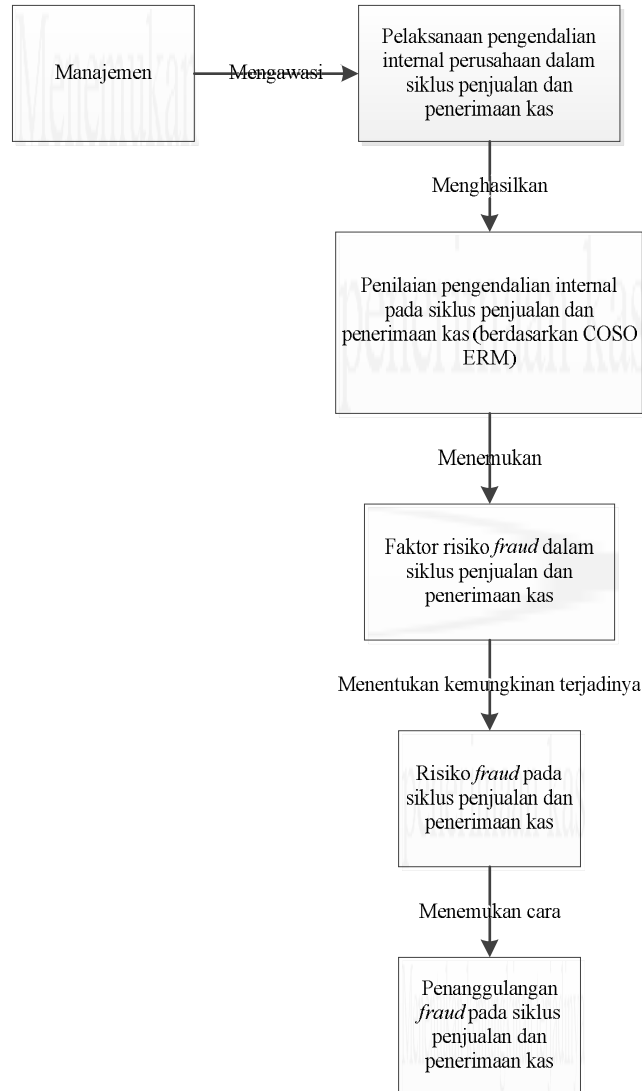 Manajemen
Mengawasi
Pelaksanaan pengendalian
internal perusahaan dalam
siklus penjualan dan
penerimaan kas
Menghasilkan
Penilaian pengendalian internal
pada siklus penjualan dan
penerimaan kas (berdasarkan COSO
ERM)
Menemukan
Faktor risiko fraud dalam
siklus penjualan dan
penerimaan kas
Menentukan kemungkinan terjadinya
Risiko fraud pada
siklus penjualan dan
penerimaan kas
Menemukan cara
Penanggulangan
fraud pada siklus
penjualan dan
penerimaan kas